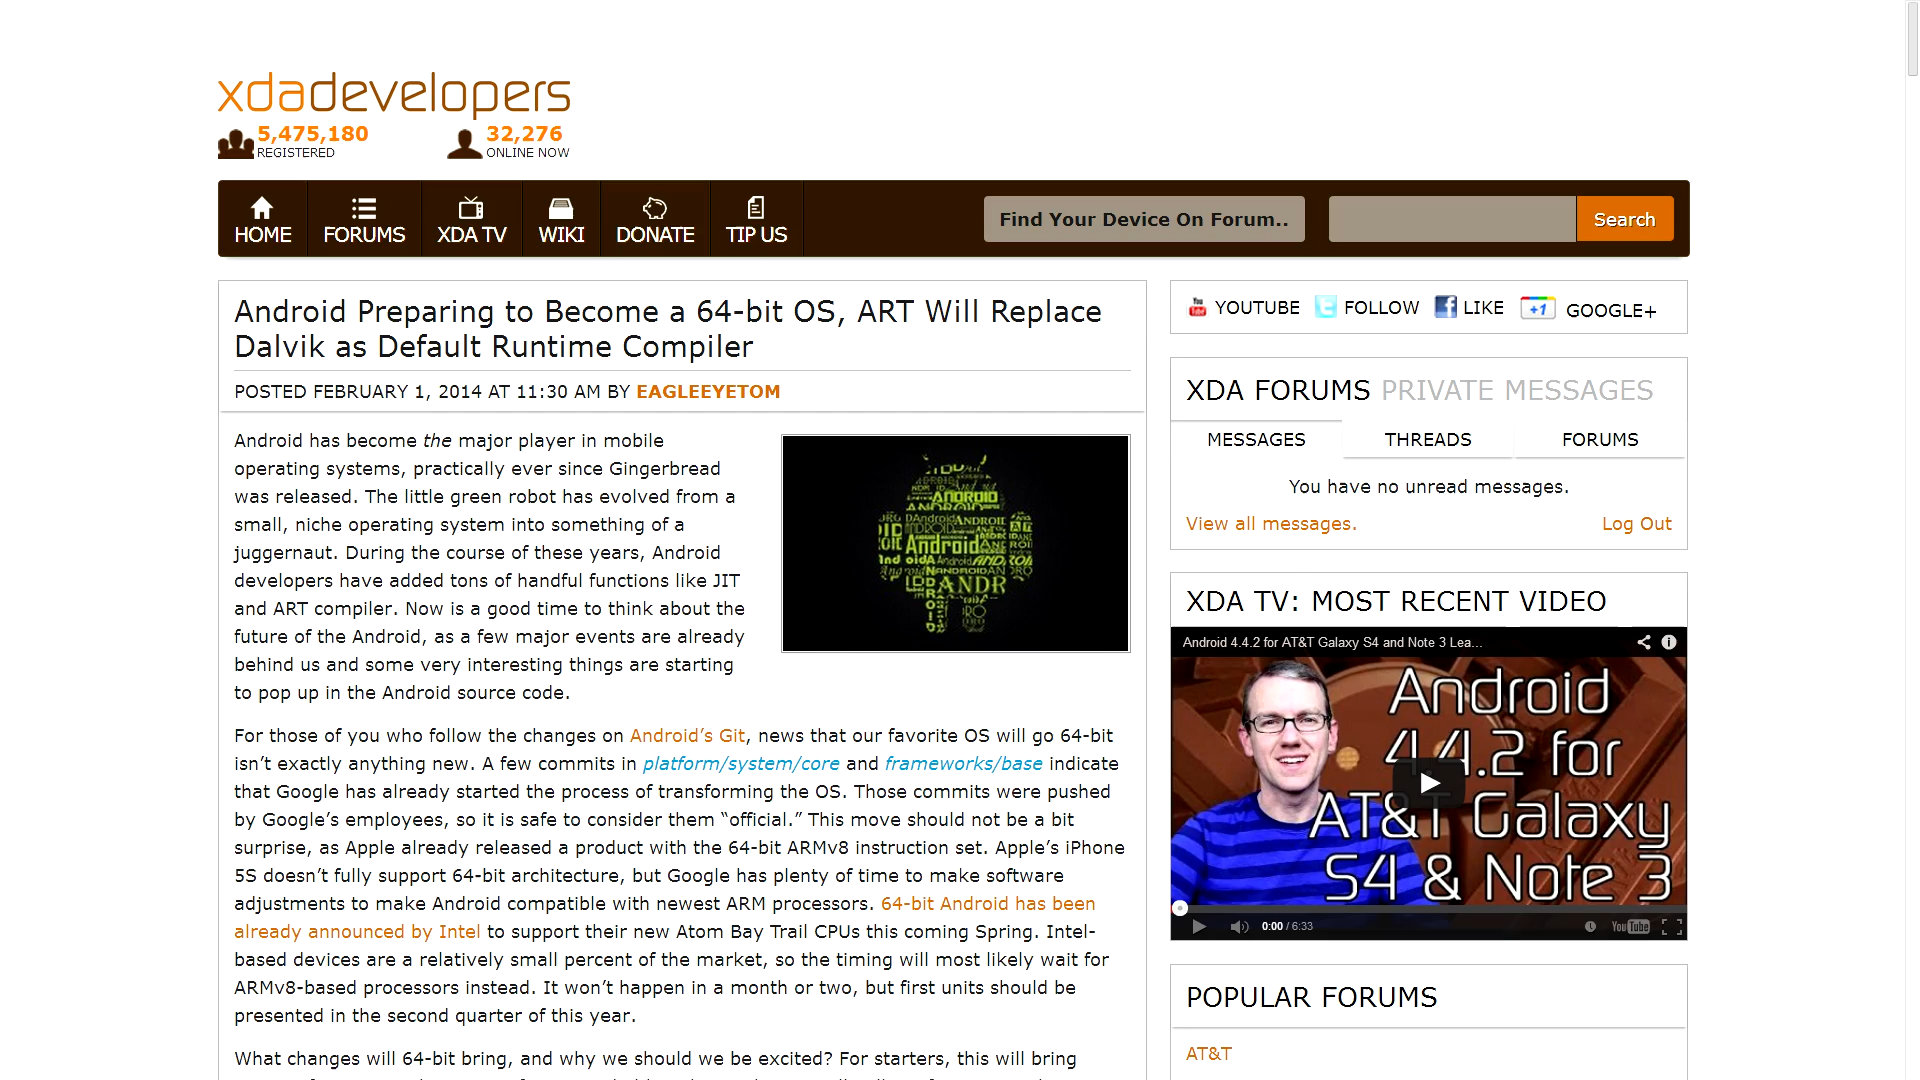 xdadevelopers
5,475,180
REGISTERED
32,276
ONLINE NOW
HOME
FORUMS
XDA TV
WIKI
DONATE
TIP US
Find Your Device On Forum..
Search
Android Preparing to Become a 64-bit OS, ART Will Replace
Dalvik as Default Runtime Compiler
POSTED FEBRUARY 1, 2014 AT 11:30 AM BY EAGLEEYETOM
Android has become the major player in mobile
operating systems, practically ever since Gingerbread
was released. The little green robot has evolved from a
small, niche operating system into something of a
juggernaut. During the course of these years, Android
developers have added tons of handful functions like JIT
and ART compiler. Now is a good time to think about the
future of the Android, as a few major events are already
behind us and some very interesting things are starting
to pop up in the Android source code.
For those of you who follow the changes on Android’s Git, news that our favorite OS will go 64-bit
isn’t exactly anything new. A few commits in platform/system/core and frameworks/base indicate
that Google has already started the process of transforming the OS. Those commits were pushed
by Google’s employees, so it is safe to consider them “official.” This move should not be a bit
surprise, as Apple already released a product with the 64-bit ARMv8 instruction set. Apple’s iPhone
5S doesn’t fully support 64-bit architecture, but Google has plenty of time to make software
adjustments to make Android compatible with newest ARM processors. 64-bit Android has been
already announced by Intel to support their new Atom Bay Trail CPUs this coming Spring. Intel-
based devices are a relatively small percent of the market, so the timing will most likely wait for
ARMv8-based processors instead. It won’t happen in a month or two, but first units should be
presented in the second quarter of this year.
What changes will 64-bit bring, and why we should we be excited? For starters, this will bring
YOUTUBE
FOLLOW
LIKE
+1
GOOGLE+
XDA FORUMS PRIVATE MESSAGES
MESSAGES
THREADS
FORUMS
You have no unread messages.
View all messages.
Log Out
XDA TV: MOST RECENT VIDEO
Android 4.4.2 for AT&T Galaxy S4 and Note 3 Lea...
Android
4.4.2 for
AT&T Galaxy
S4 & Note 3
0:00 / 6:33
YouTube
POPULAR FORUMS
AT&T